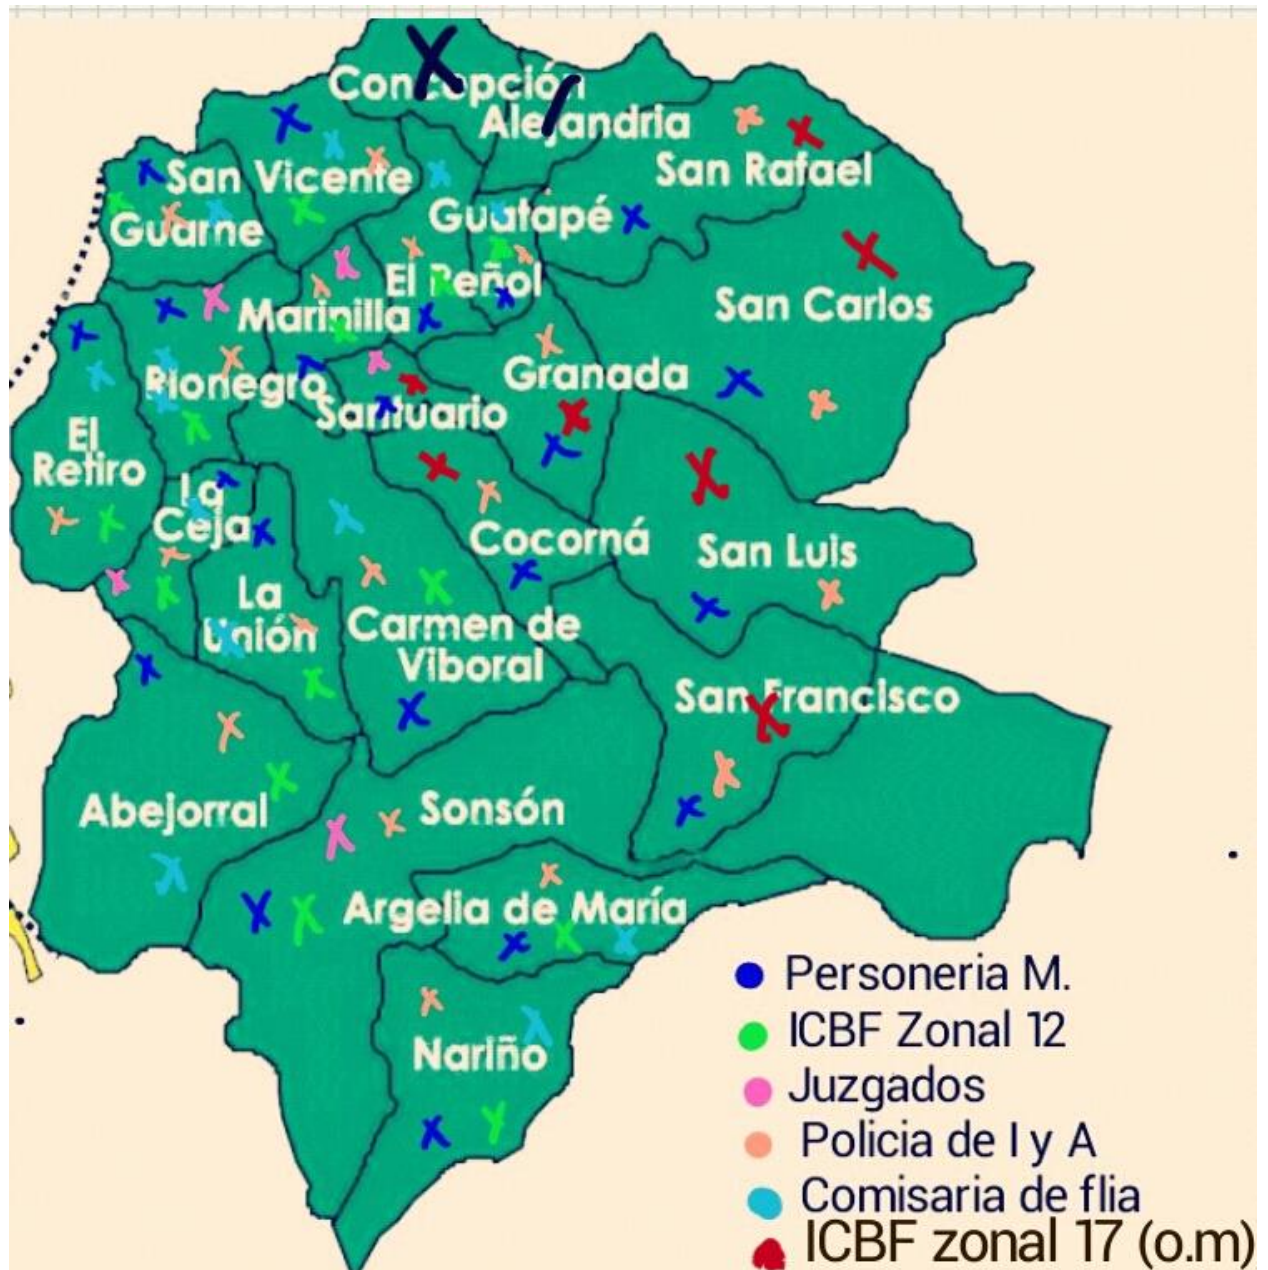 Concepción
Alejandria
San Rafael
San Vicente
Guatapé
Guarne
El Peñol
San Carlos
Marinilla
Granada
Rionegro
Santuario
El
Retiro
La
Ceja
Cocorná
San Luis
La
Unión
Carmen de
Viboral
San Francisco
Abejorral
Sonsón
Argelia de María
Nariño
Personeria M.
ICBF Zonal 12
Juzgados
Policia de I y A
Comisaria de flia
ICBF zonal 17 (o.m)